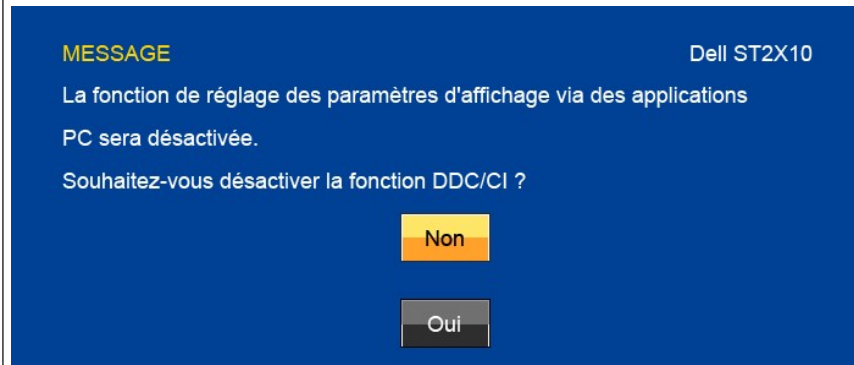 MESSAGE Dell ST2X10
La fonction de réglage des paramètres d'affichage via des applications
PC sera désactivée.
Souhaitez-vous désactiver la fonction DDC/CI ?
Non
Oui